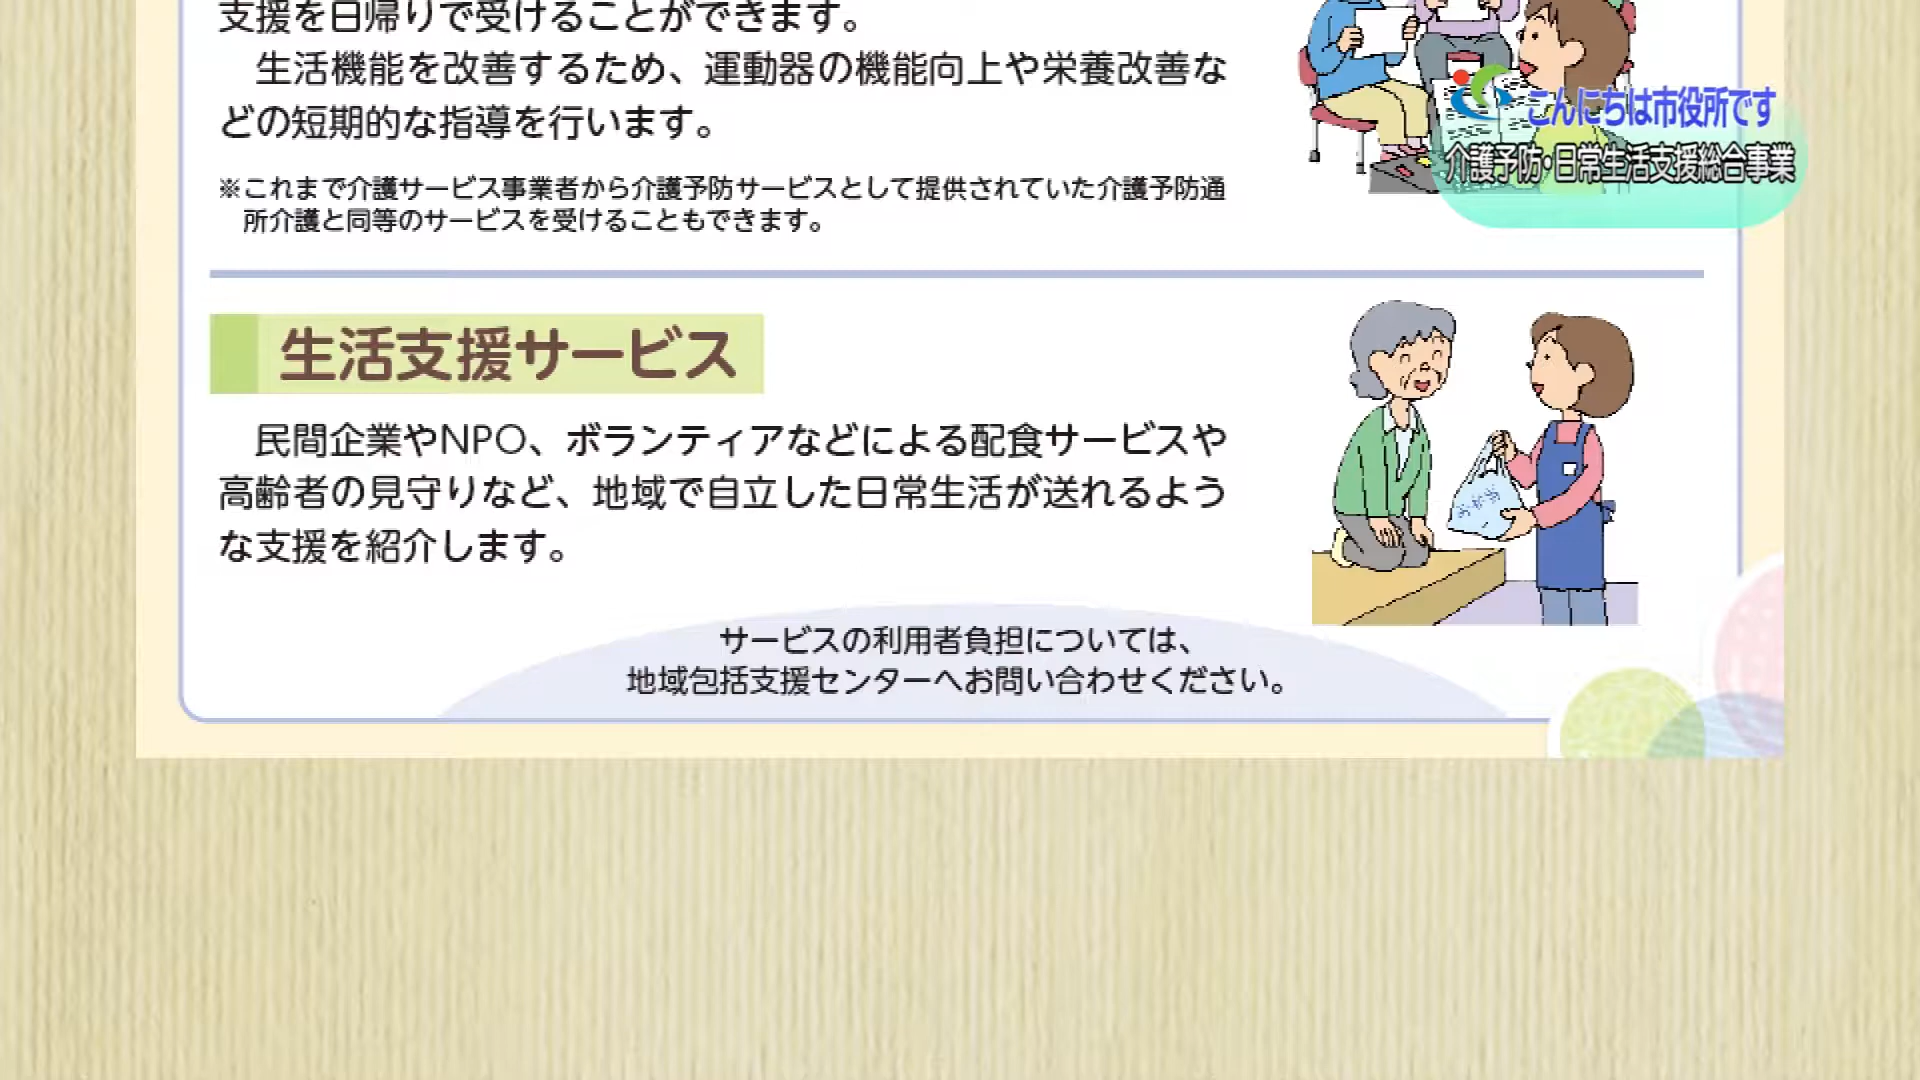 支援を日帰りで受けることができます。
生活機能を改善するため、運動器の機能向上や栄養改善な
どの短期的な指導を行います。
こんにちは市役所です
介護予防・日常生活支援総合事業
※これまで介護サービス事業者から介護予防サービスとして提供されていた介護予防通
所介護と同等のサービスを受けることもできます。
生活支援サービス
民間企業やNPO、ボランティアなどによる配食サービスや
高齢者の見守りなど、地域で自立した日常生活が送れるよう
な支援を紹介します。
お弁当
サービスの利用者負担については、
地域包括支援センターへお問い合わせください。